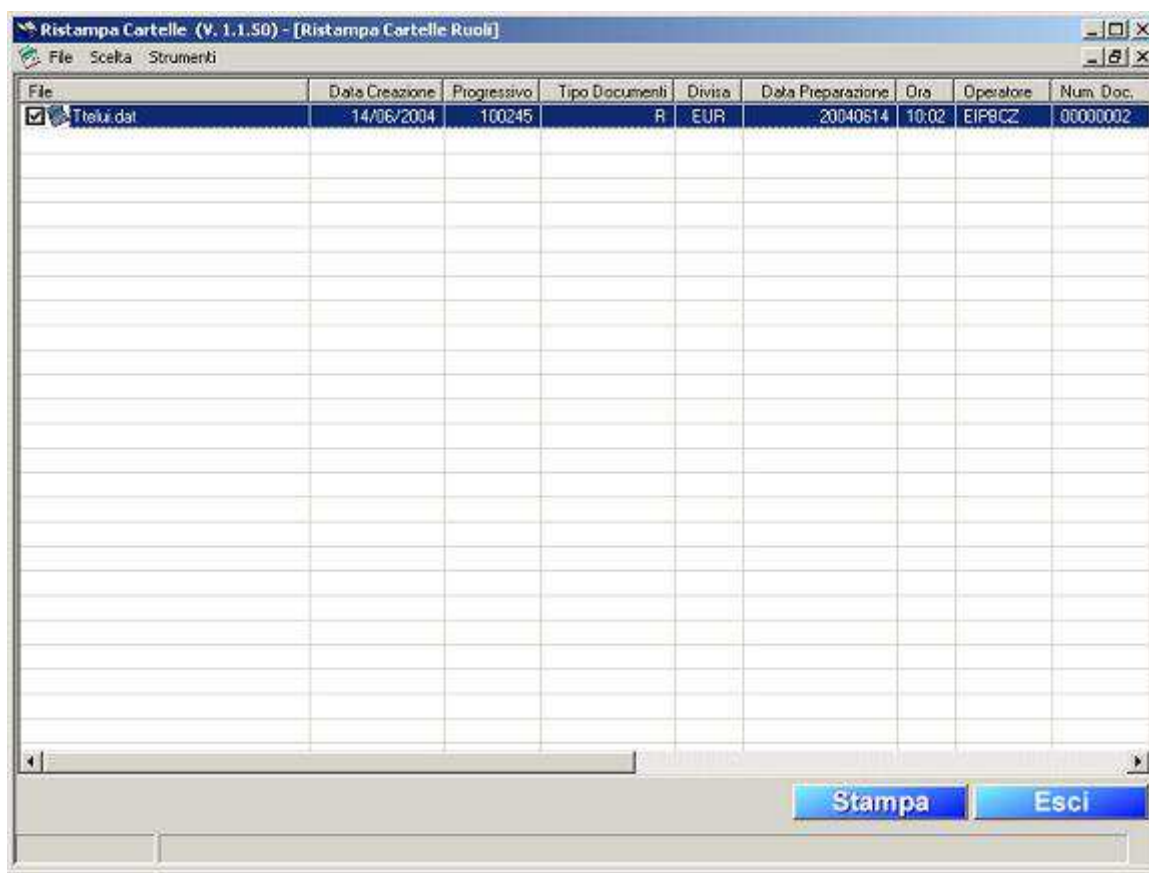 Ristampa Cartelle (V. 1.1.50) - [Ristampa Cartelle Ruoli]
File Scelta Strumenti
File Data Creazione Progressivo Tipo Documenti Divisa Data Preparazione Ora Operatore Num. Doc.
Ttelui.dat 14/06/2004 100245 R EUR 20040614 10:02 EIP8CZ 00000002
Stampa Esci